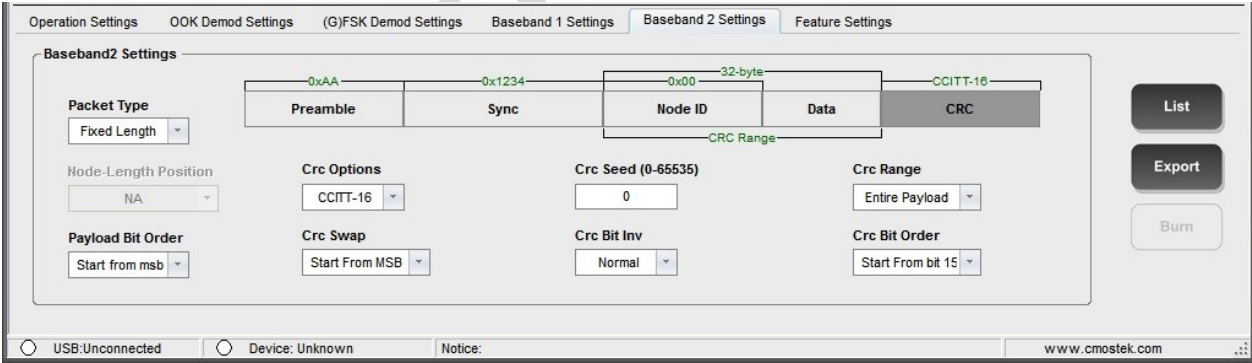 Operation Settings OOK Demod Settings (G)FSK Demod Settings Baseband 1 Settings Baseband 2 Settings Feature Settings
Baseband2 Settings
32-byte
0xAA 0x1234 0x00 CCITT-16
Packet Type Preamble Sync Node ID Data CRC List
Fixed Length
CRC Range
Node-Length Position Crc Options Crc Seed (0-65535) Crc Range Export
NA CCITT-16 0 Entire Payload
Payload Bit Order Crc Swap Crc Bit Inv Crc Bit Order Burn
Start from msb Start From MSB Normal Start From bit 15
USB:Unconnected Device: Unknown Notice: www.cmostek.com